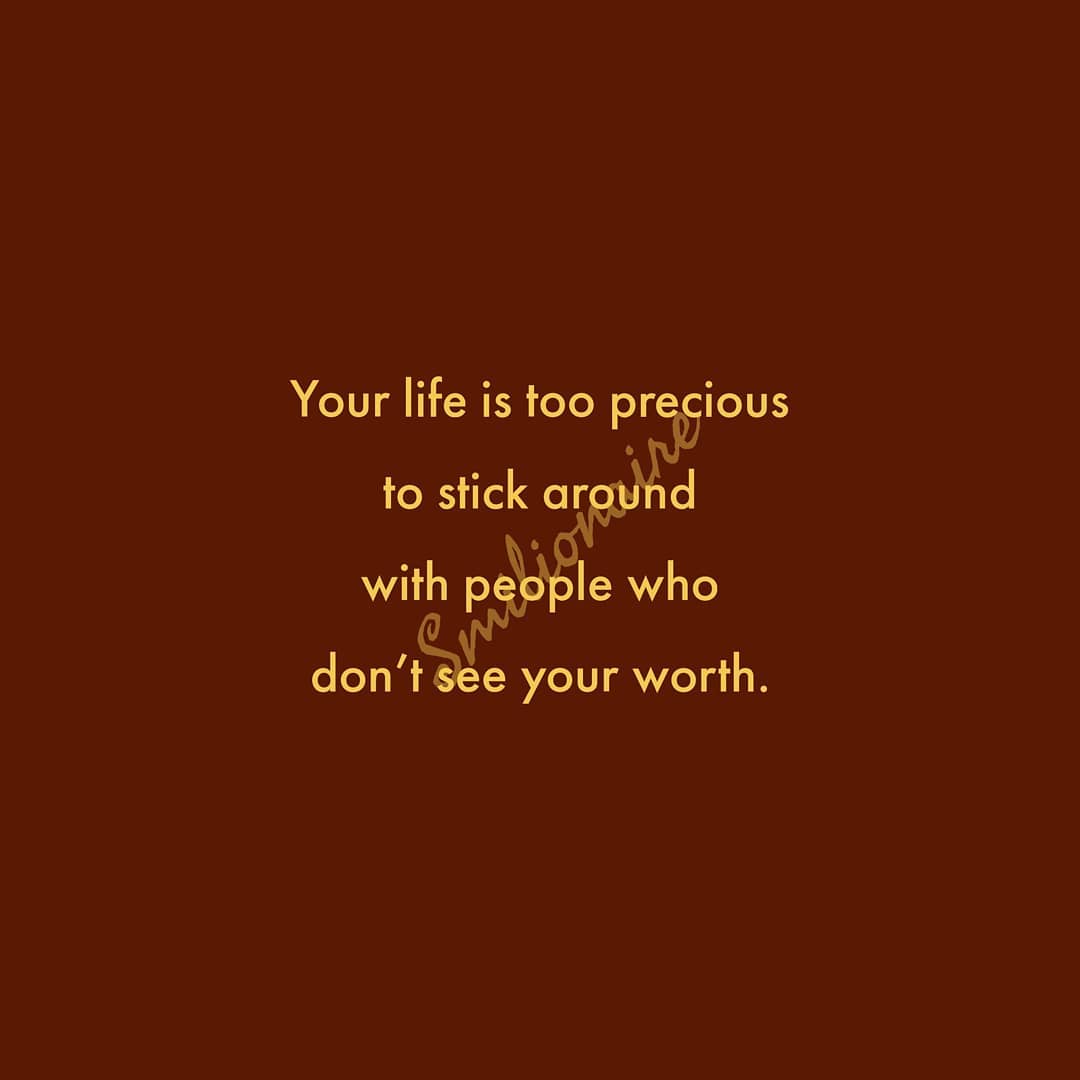 Your life is too precious
to stick around
with people who
don’t see your worth.
Smilionaire